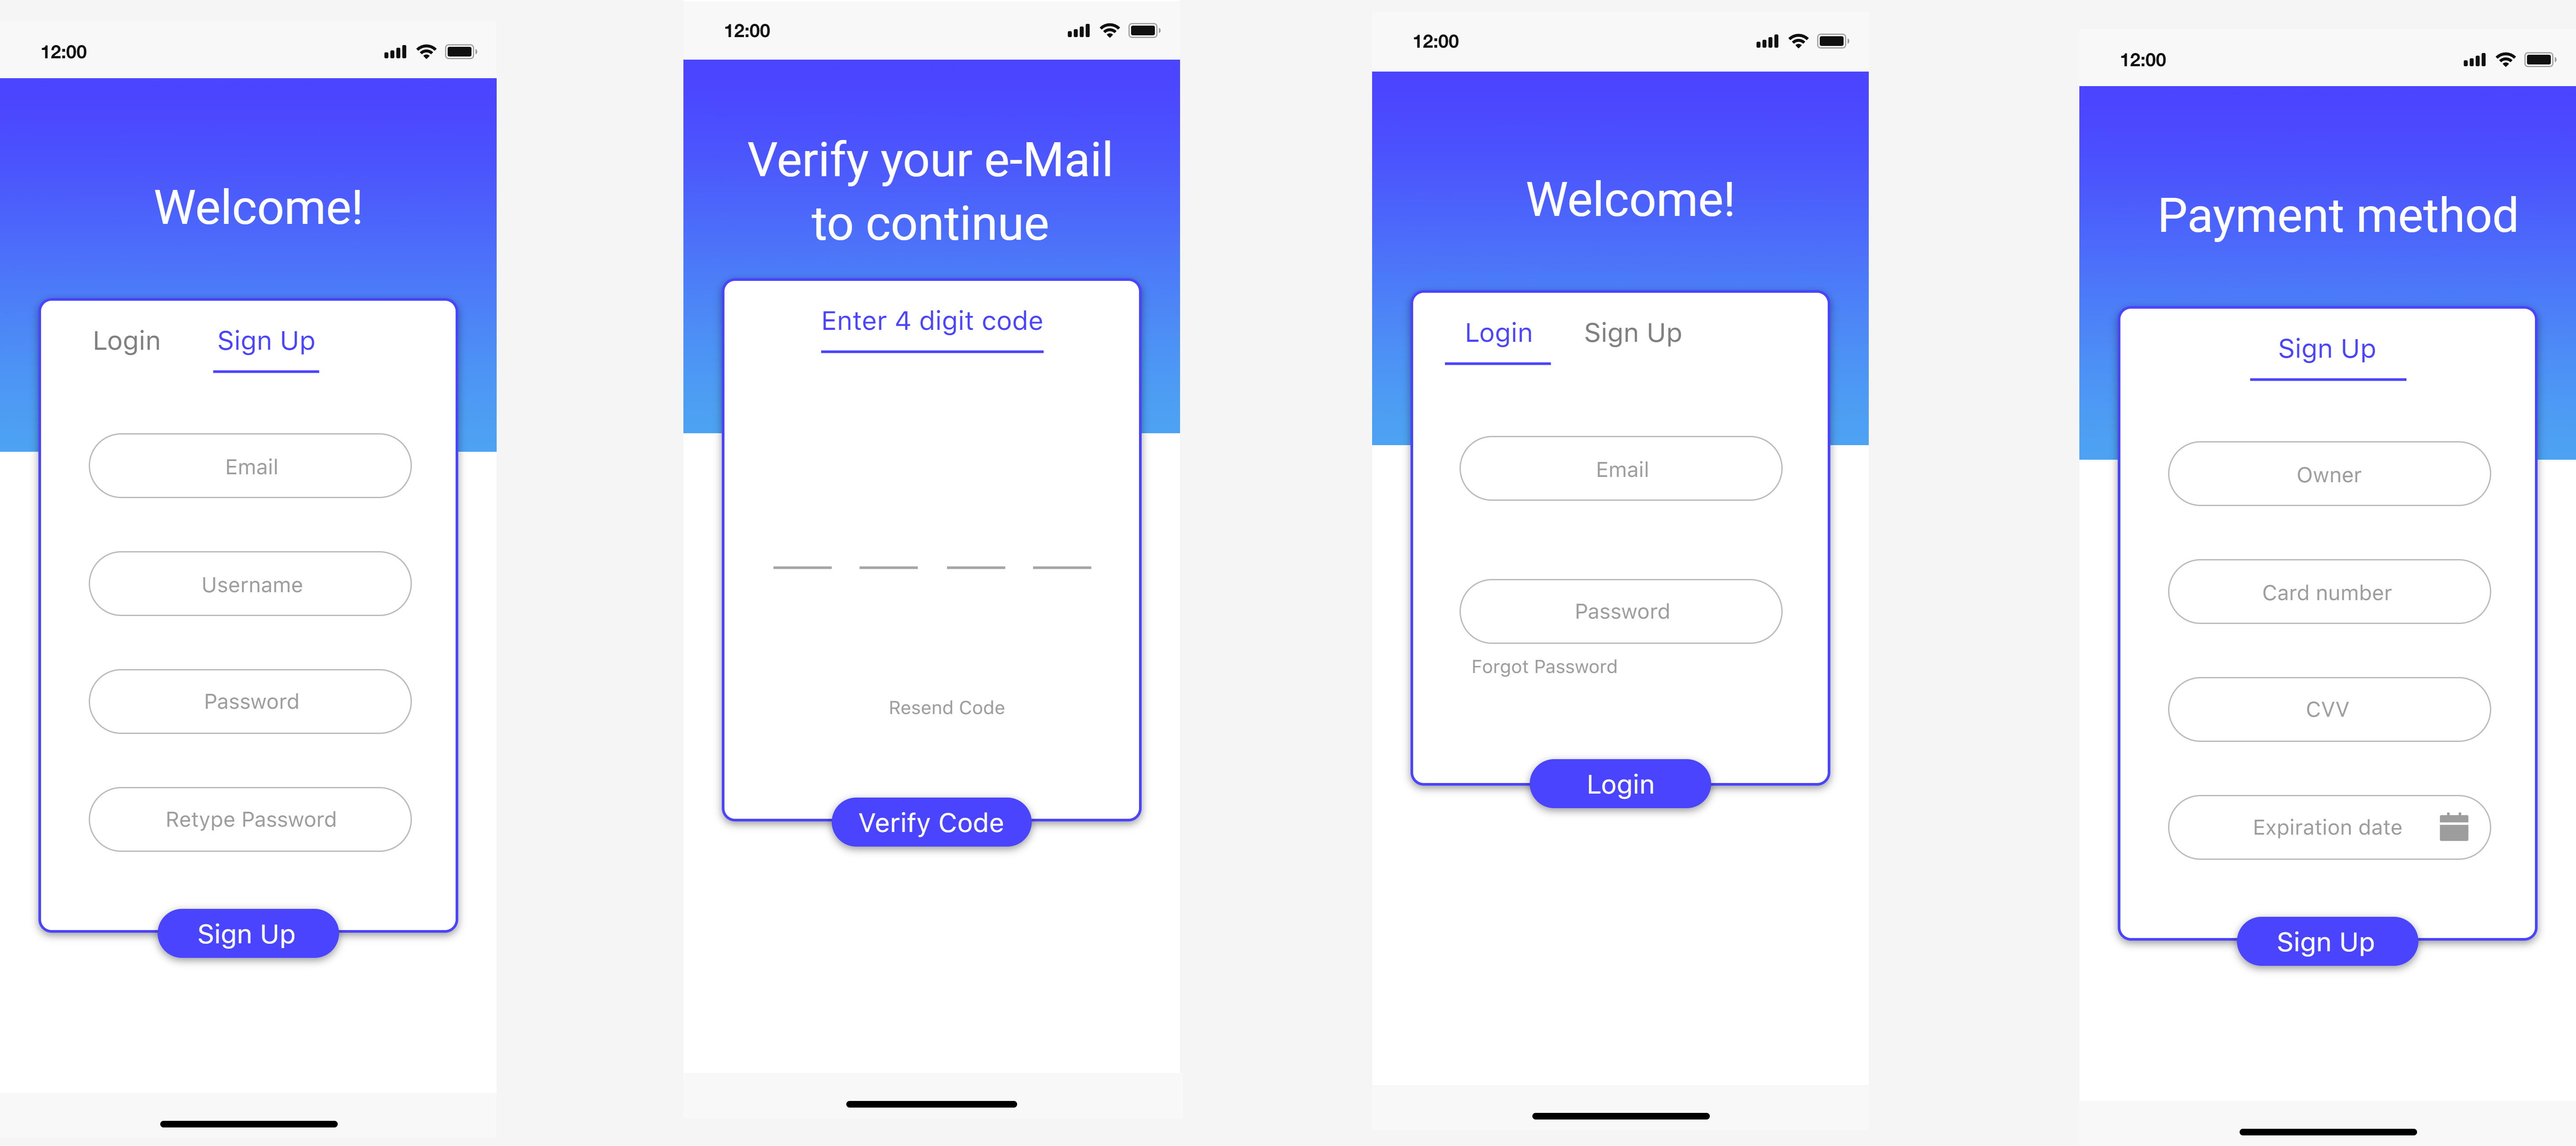 12:00
Welcome!
Login Sign Up
Email
Username
Password
Retype Password
Sign Up
12:00
Verify your e-Mail
to continue
Enter 4 digit code
Resend Code
Verify Code
12:00
Welcome!
Login Sign Up
Email
Password
Forgot Password
Login
12:00
Payment method
Sign Up
Owner
Card number
CVV
Expiration date
Sign Up